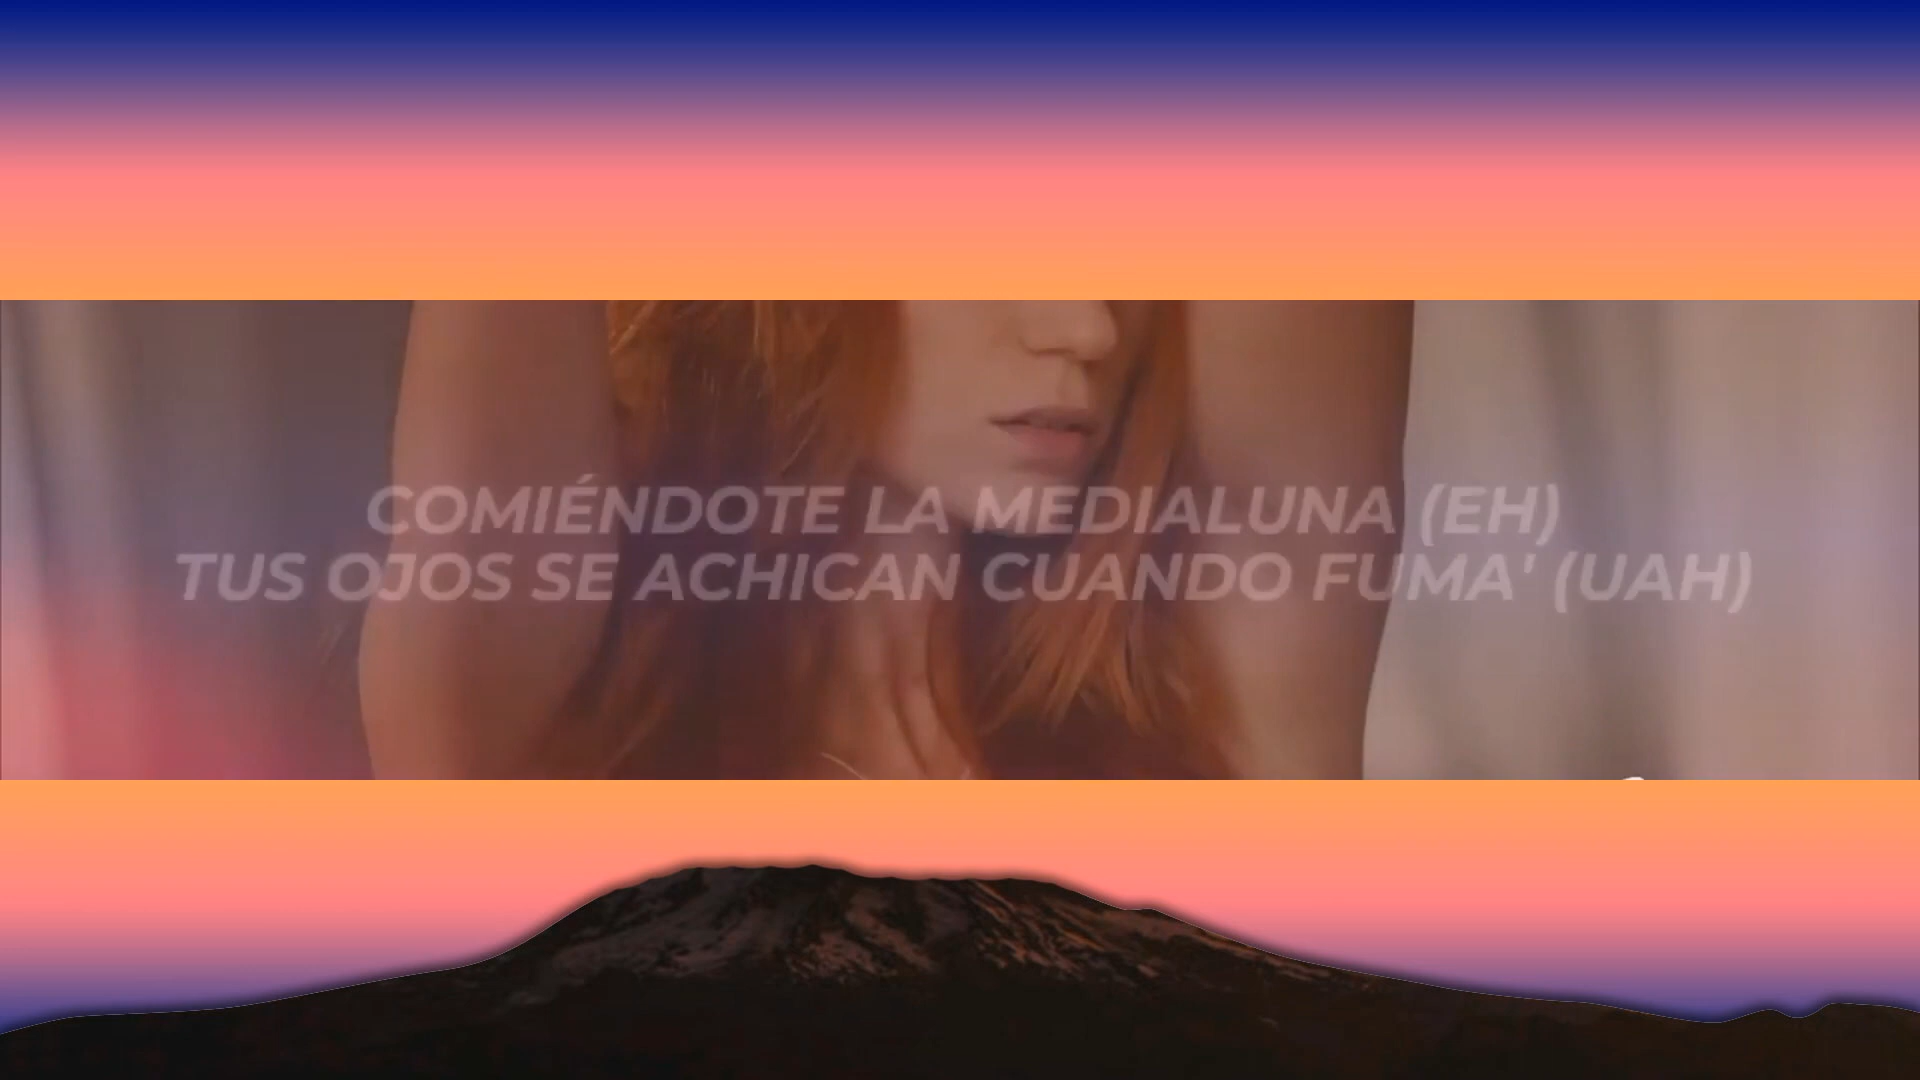 COMIÉNDOTE LA MEDIALUNA (EH)
TUS OJOS SE ACHICAN CUANDO FUMA' (UAH)